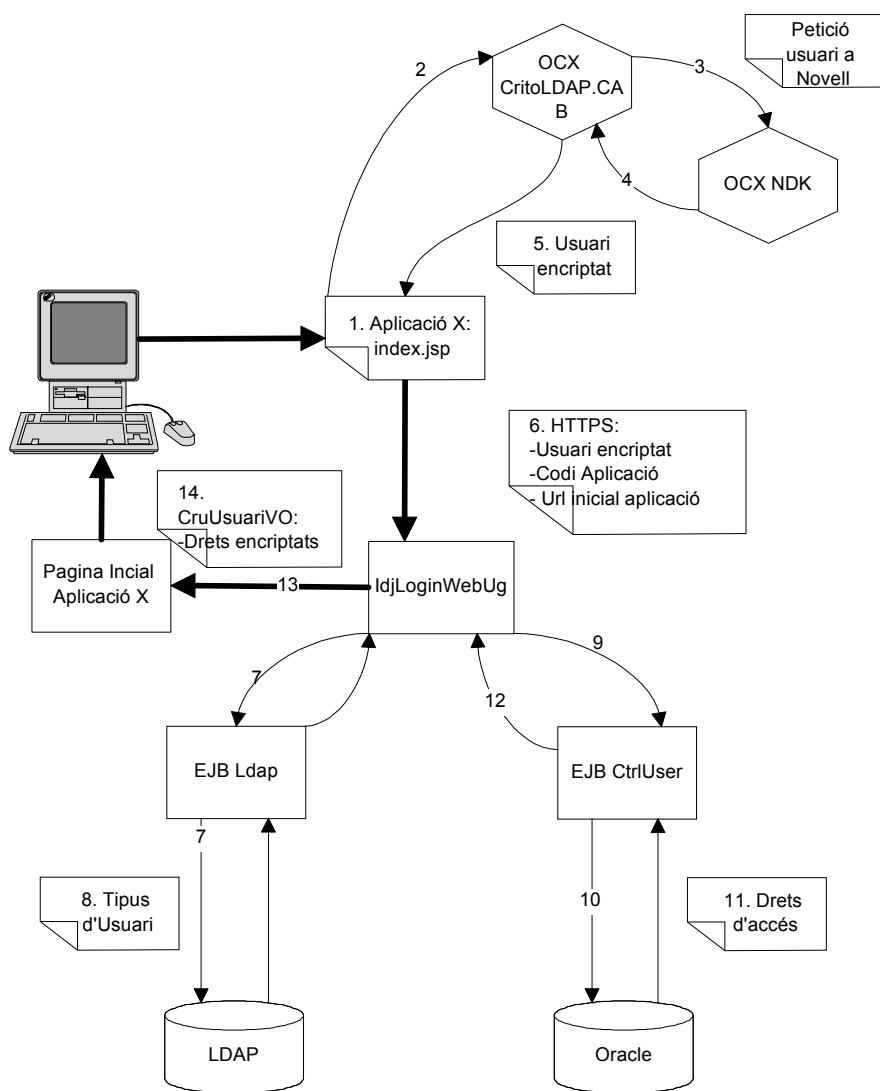 Petició
usuari a
Novell
OCX
CritoLDAP.CA
B
2
3
4
OCX NDK
5. Usuari
encriptat
1. Aplicació X:
index.jsp
6. HTTPS:
-Usuari encriptat
-Codi Aplicació
- Url inicial aplicació
14.
CruUsuariVO:
-Drets encriptats
Pagina Incial
Aplicació X
13
IdjLoginWebUg
7
9
12
EJB Ldap
EJB CtrlUser
7
8. Tipus
d'Usuari
10
11. Drets
d'accés
LDAP
Oracle